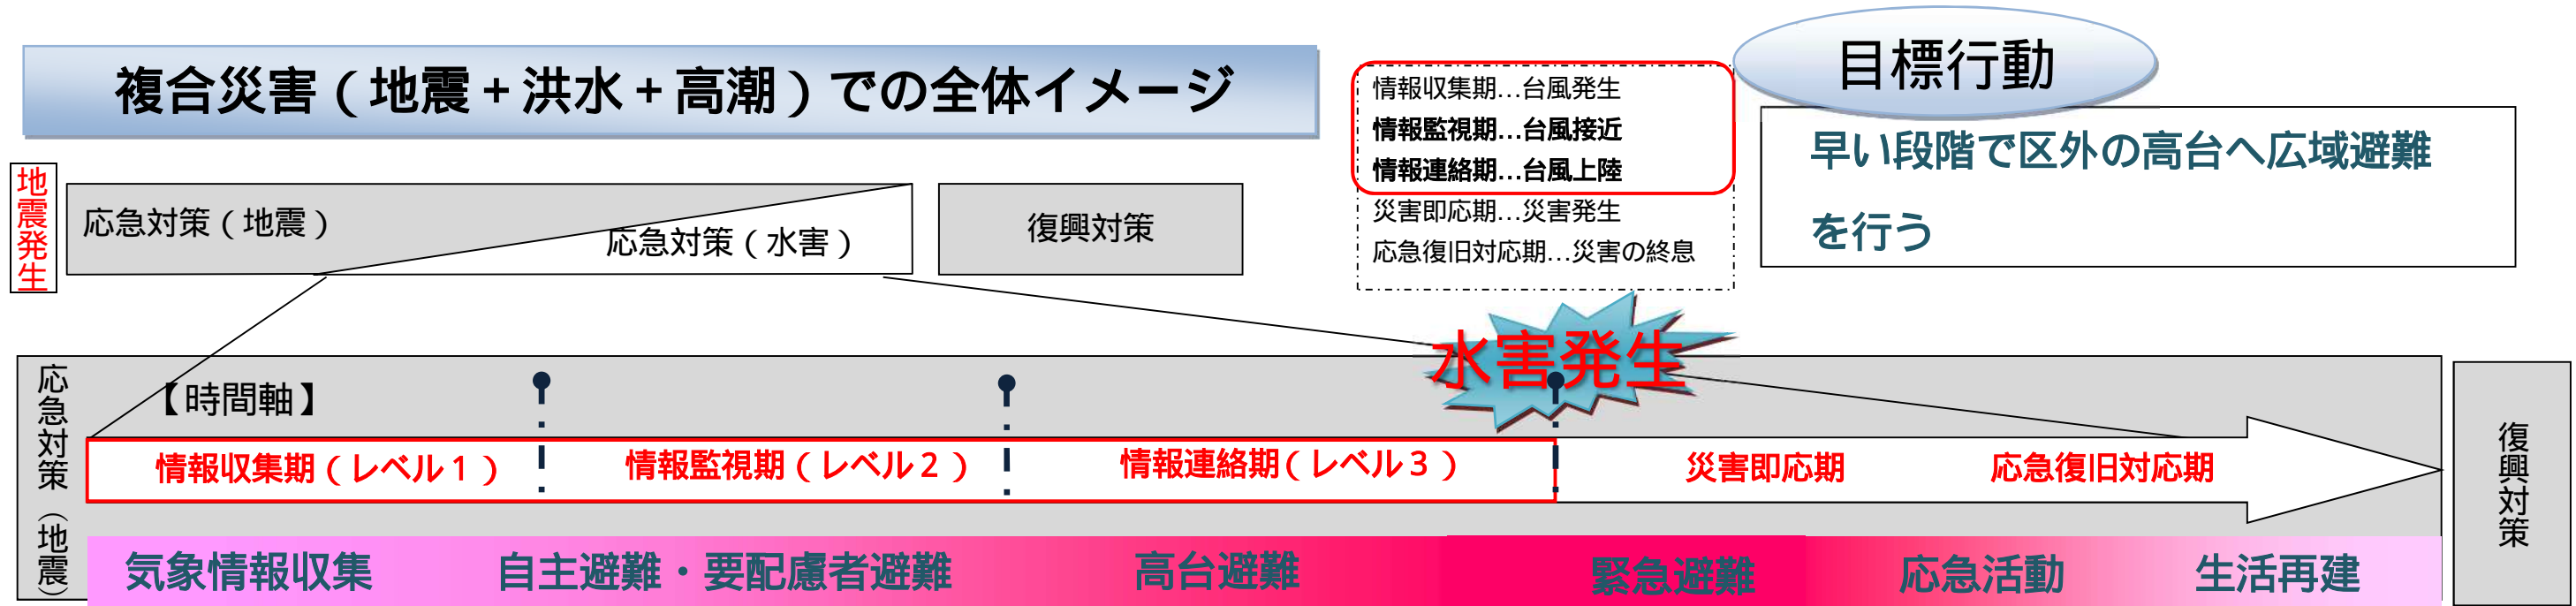 複合災害（地震＋洪水＋高潮）での全体イメージ
情報収集期…台風発生
情報監視期…台風接近
情報連絡期…台風上陸
災害即応期…災害発生
応急復旧対応期…災害の終息
目標行動
早い段階で区外の高台へ広域避難
を行う
地震発生
応急対策（地震）
応急対策（水害）
復興対策
水害発生
応急対策（地震）
【時間軸】
情報収集期（レベル１）
情報監視期（レベル２）
情報連絡期（レベル３）
災害即応期
応急復旧対応期
復興対策
気象情報収集
自主避難・要配慮者避難
高台避難
緊急避難
応急活動
生活再建